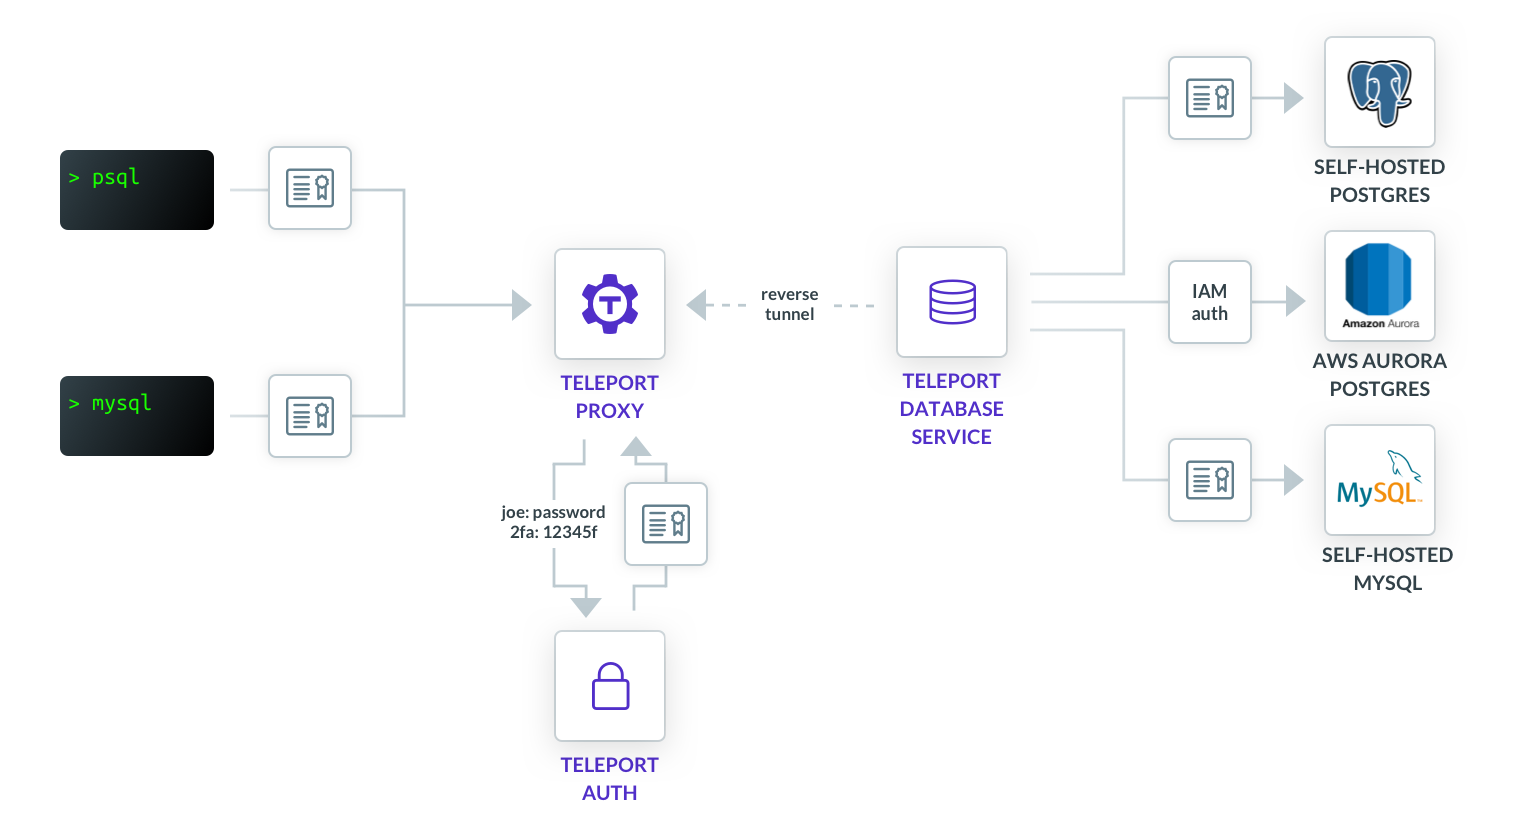 > psql
> mysql
TELEPORT
PROXY
joe: password
2fa: 12345f
TELEPORT
AUTH
reverse
tunnel
TELEPORT
DATABASE
SERVICE
IAM
auth
SELF-HOSTED
POSTGRES
Amazon Aurora
AWS AURORA
POSTGRES
MySQL™
SELF-HOSTED
MYSQL